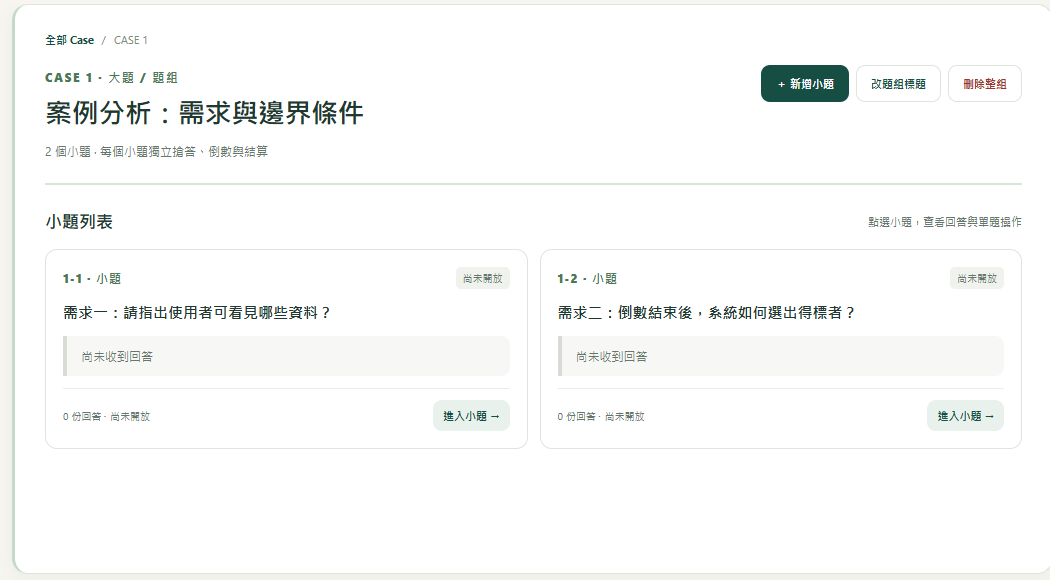 全部 Case / CASE 1
CASE 1 · 大題 / 題組
+ 新增小題
改題組標題
刪除整組
案例分析：需求與邊界條件
2 個小題 · 每個小題獨立搶答、倒數與結算
小題列表
點選小題，查看回答與單題操作
1-1 · 小題
尚未開放
需求一：請指出使用者可看見哪些資料？
尚未收到回答
0 份回答 · 尚未開放
進入小題 →
1-2 · 小題
尚未開放
需求二：倒數結束後，系統如何選出得標者？
尚未收到回答
0 份回答 · 尚未開放
進入小題 →